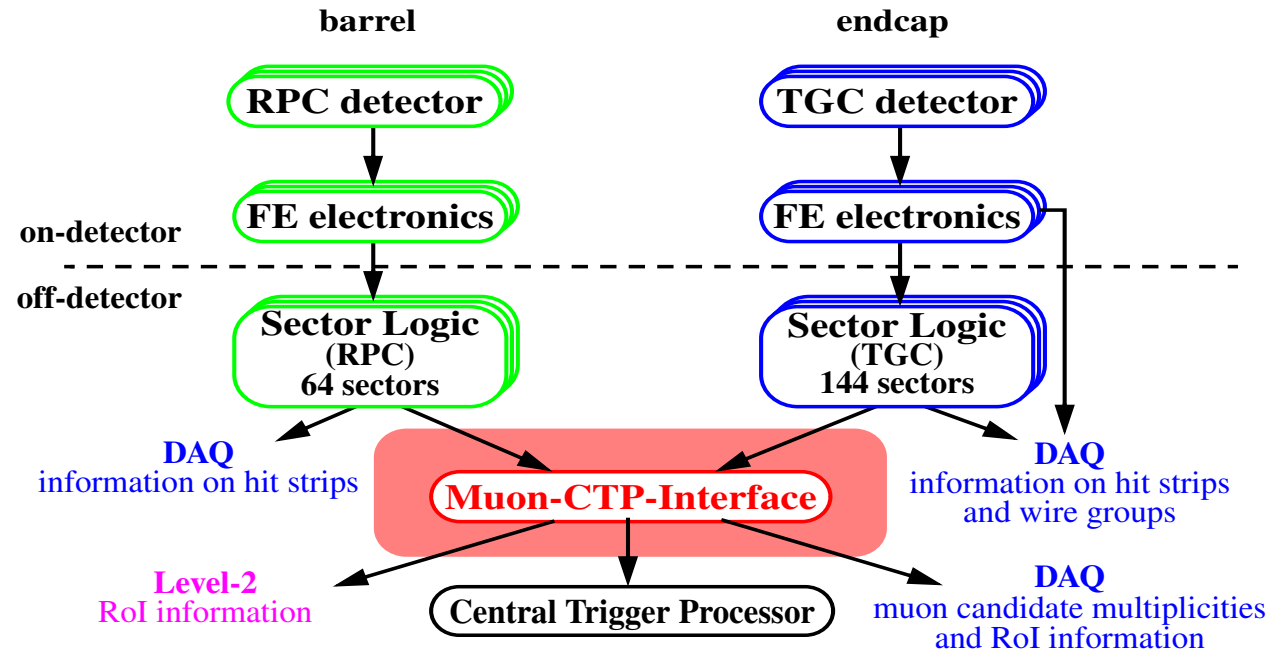 barrel
endcap
RPC detector
TGC detector
FE electronics
FE electronics
on-detector
off-detector
Sector Logic
(RPC)
64 sectors
Sector Logic
(TGC)
144 sectors
DAQ
information on hit strips
Muon-CTP-Interface
DAQ
information on hit strips
and wire groups
Level-2
RoI information
Central Trigger Processor
DAQ
muon candidate multiplicities
and RoI information